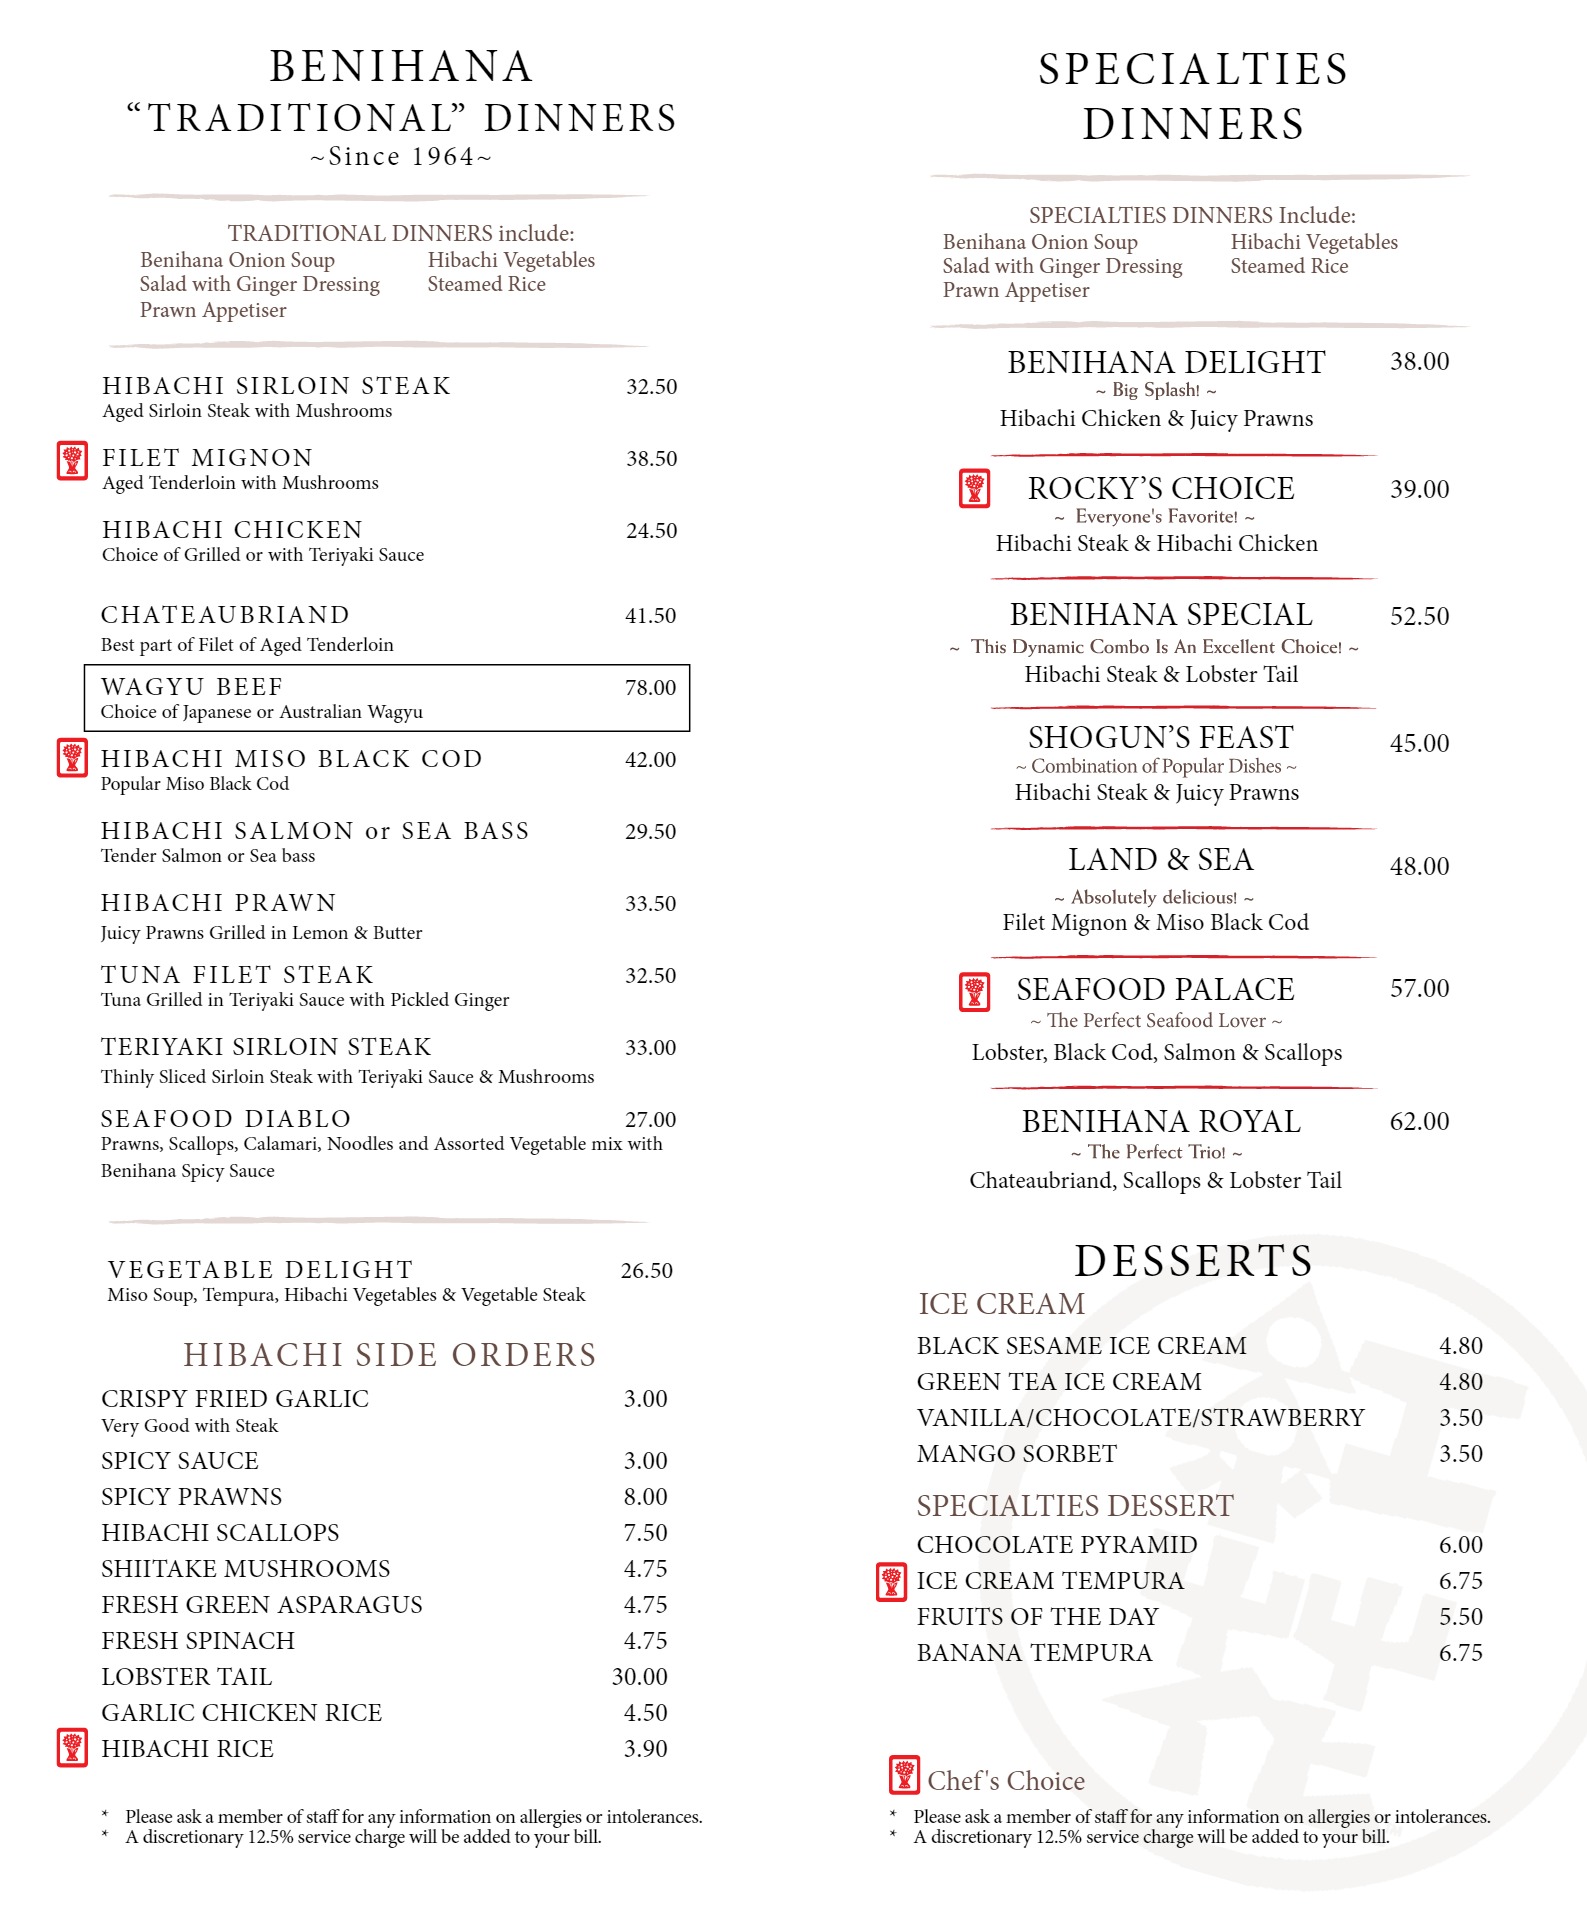 BENIHANA
“TRADITIONAL” DINNERS
~Since 1964~
TRADITIONAL DINNERS include:
Benihana Onion Soup
Hibachi Vegetables
Salad with Ginger Dressing
Steamed Rice
Prawn Appetiser
HIBACHI SIRLOIN STEAK 32.50
Aged Sirloin Steak with Mushrooms
FILET MIGNON 38.50
Aged Tenderloin with Mushrooms
HIBACHI CHICKEN 24.50
Choice of Grilled or with Teriyaki Sauce
CHATEAUBRIAND 41.50
Best part of Filet of Aged Tenderloin
WAGYU BEEF 78.00
Choice of Japanese or Australian Wagyu
HIBACHI MISO BLACK COD 42.00
Popular Miso Black Cod
HIBACHI SALMON or SEA BASS 29.50
Tender Salmon or Sea bass
HIBACHI PRAWN 33.50
Juicy Prawns Grilled in Lemon & Butter
TUNA FILET STEAK 32.50
Tuna Grilled in Teriyaki Sauce with Pickled Ginger
TERIYAKI SIRLOIN STEAK 33.00
Thinly Sliced Sirloin Steak with Teriyaki Sauce & Mushrooms
SEAFOOD DIABLO 27.00
Prawns, Scallops, Calamari, Noodles and Assorted Vegetable mix with
Benihana Spicy Sauce
VEGETABLE DELIGHT 26.50
Miso Soup, Tempura, Hibachi Vegetables & Vegetable Steak
HIBACHI SIDE ORDERS
CRISPY FRIED GARLIC 3.00
Very Good with Steak
SPICY SAUCE 3.00
SPICY PRAWNS 8.00
HIBACHI SCALLOPS 7.50
SHIITAKE MUSHROOMS 4.75
FRESH GREEN ASPARAGUS 4.75
FRESH SPINACH 4.75
LOBSTER TAIL 30.00
GARLIC CHICKEN RICE 4.50
HIBACHI RICE 3.90
* Please ask a member of staff for any information on allergies or intolerances.
* A discretionary 12.5% service charge will be added to your bill.
SPECIALTIES
DINNERS
SPECIALTIES DINNERS Include:
Benihana Onion Soup
Hibachi Vegetables
Salad with Ginger Dressing
Steamed Rice
Prawn Appetiser
BENIHANA DELIGHT 38.00
~ Big Splash! ~
Hibachi Chicken & Juicy Prawns
ROCKY’S CHOICE 39.00
~ Everyone's Favorite! ~
Hibachi Steak & Hibachi Chicken
BENIHANA SPECIAL 52.50
~ This Dynamic Combo Is An Excellent Choice! ~
Hibachi Steak & Lobster Tail
SHOGUN’S FEAST 45.00
~ Combination of Popular Dishes ~
Hibachi Steak & Juicy Prawns
LAND & SEA 48.00
~ Absolutely delicious! ~
Filet Mignon & Miso Black Cod
SEAFOOD PALACE 57.00
~ The Perfect Seafood Lover ~
Lobster, Black Cod, Salmon & Scallops
BENIHANA ROYAL 62.00
~ The Perfect Trio! ~
Chateaubriand, Scallops & Lobster Tail
DESSERTS
ICE CREAM
BLACK SESAME ICE CREAM 4.80
GREEN TEA ICE CREAM 4.80
VANILLA/CHOCOLATE/STRAWBERRY 3.50
MANGO SORBET 3.50
SPECIALTIES DESSERT
CHOCOLATE PYRAMID 6.00
ICE CREAM TEMPURA 6.75
FRUITS OF THE DAY 5.50
BANANA TEMPURA 6.75
Chef's Choice
* Please ask a member of staff for any information on allergies or intolerances.
* A discretionary 12.5% service charge will be added to your bill.